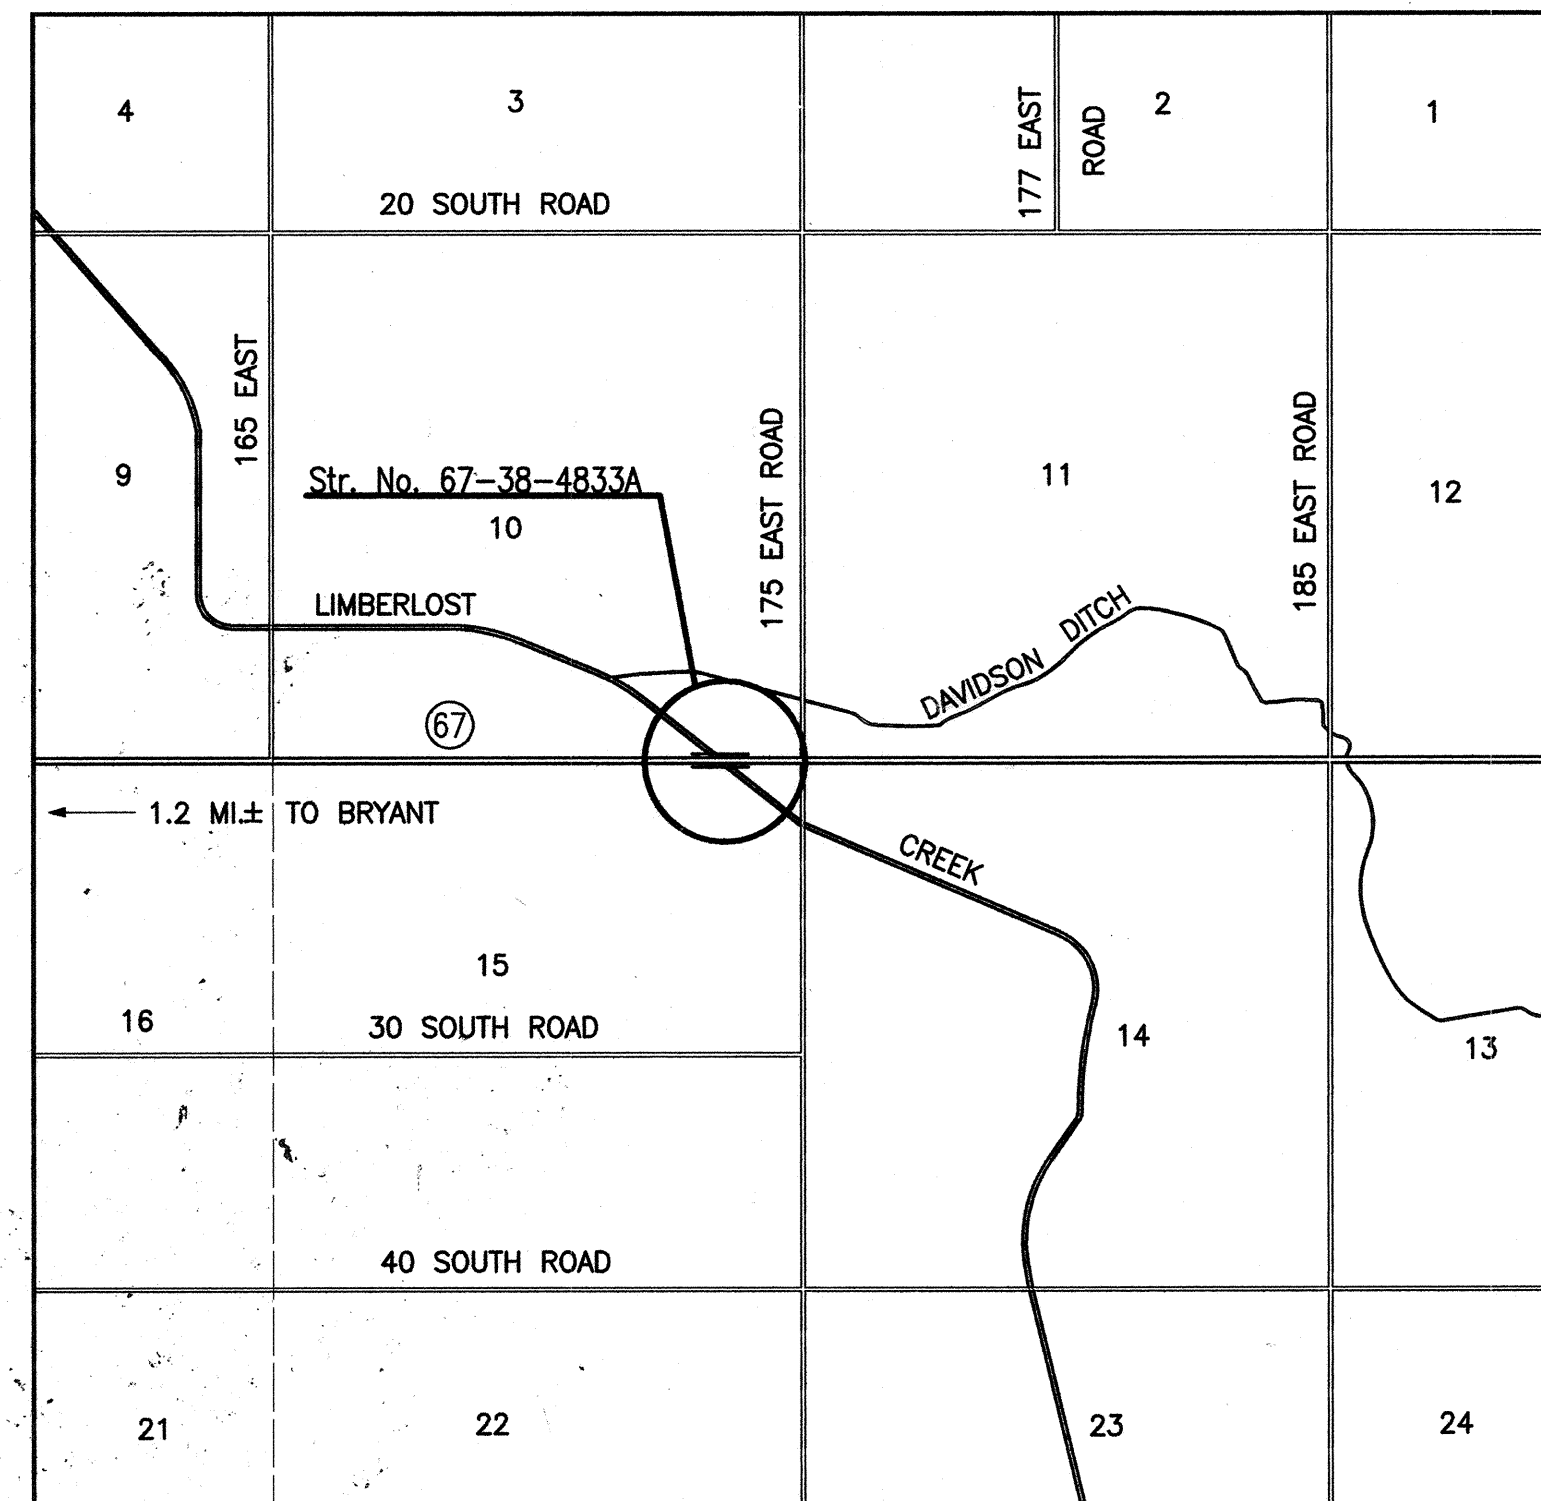 4
3
2
1
177 EAST
ROAD
20 SOUTH ROAD
165 EAST
9
Str. No. 67-38-4833A
10
175 EAST ROAD
11
185 EAST ROAD
12
LIMBERLOST
DAVIDSON DITCH
67
1.2 MI.± TO BRYANT
CREEK
15
16
30 SOUTH ROAD
14
13
40 SOUTH ROAD
21
22
23
24